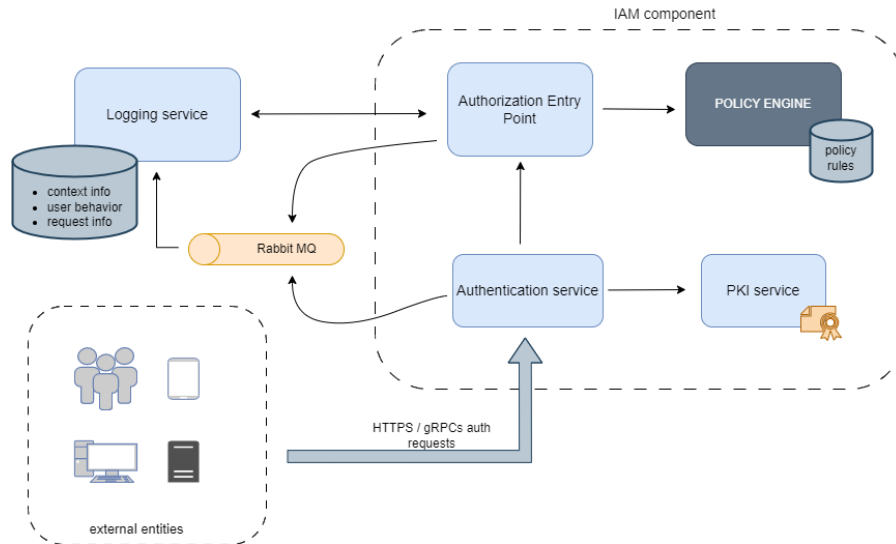 IAM component
Logging service
Authorization Entry
Point
POLICY ENGINE
policy
rules
context info
user behavior
request info
Rabbit MQ
Authentication service
PKI service
HTTPS / gRPCs auth
requests
external entities